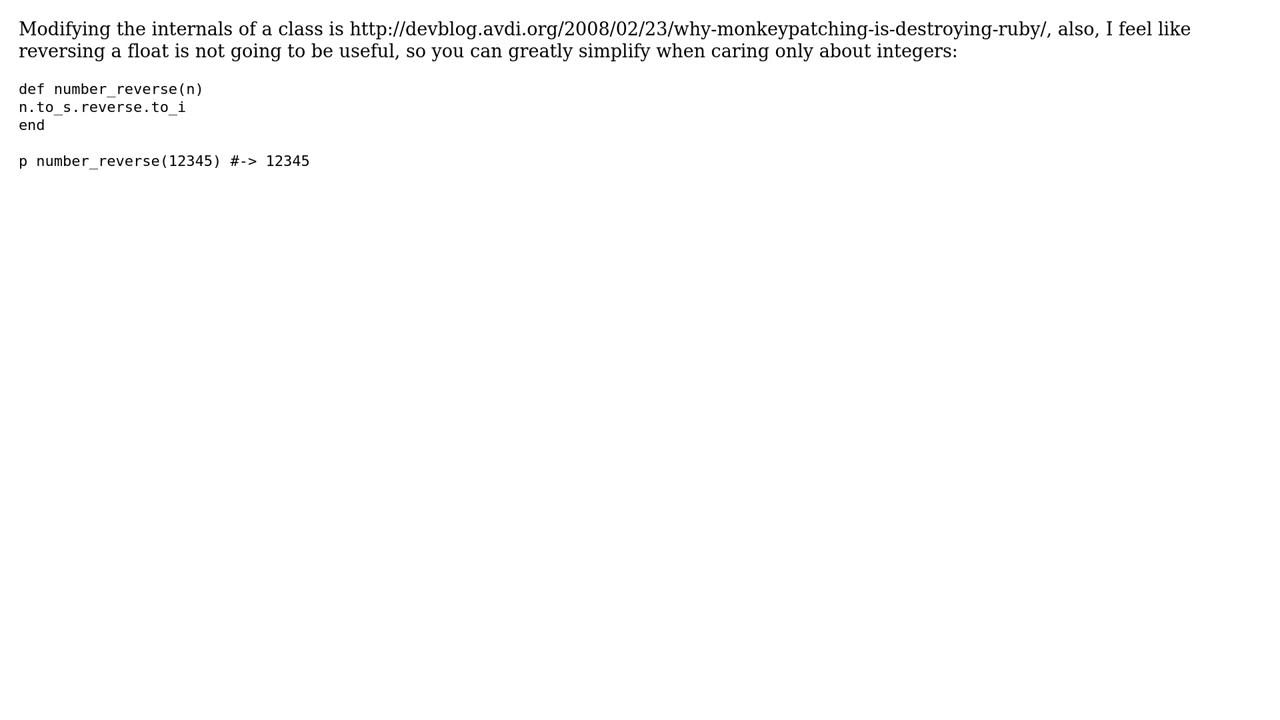 Modifying the internals of a class is http://devblog.avdi.org/2008/02/23/why-monkeypatching-is-destroying-ruby/, also, I feel like
reversing a float is not going to be useful, so you can greatly simplify when caring only about integers:
def number_reverse(n)
n.to_s.reverse.to_i
end
p number_reverse(12345) #-> 12345